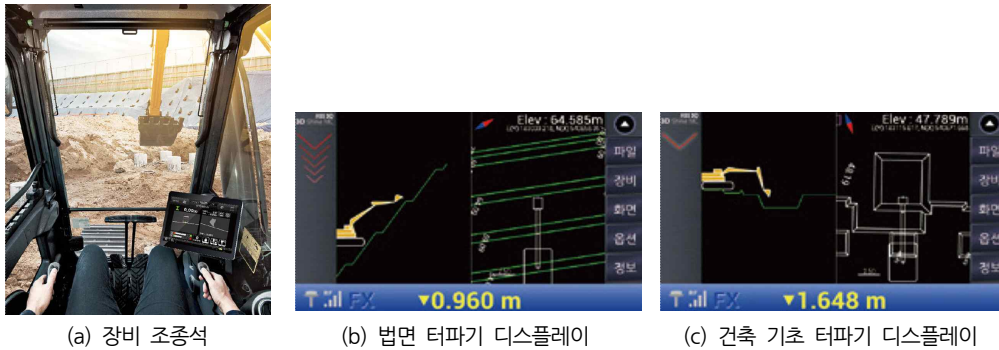 Elev : 64.585m
파일
장비
화면
옵션
정보
FX
▼0.960 m
Elev : 47.789m
파일
장비
화면
옵션
정보
FX
▼1.648 m
(a) 장비 조종석
(b) 법면 터파기 디스플레이
(c) 건축 기초 터파기 디스플레이